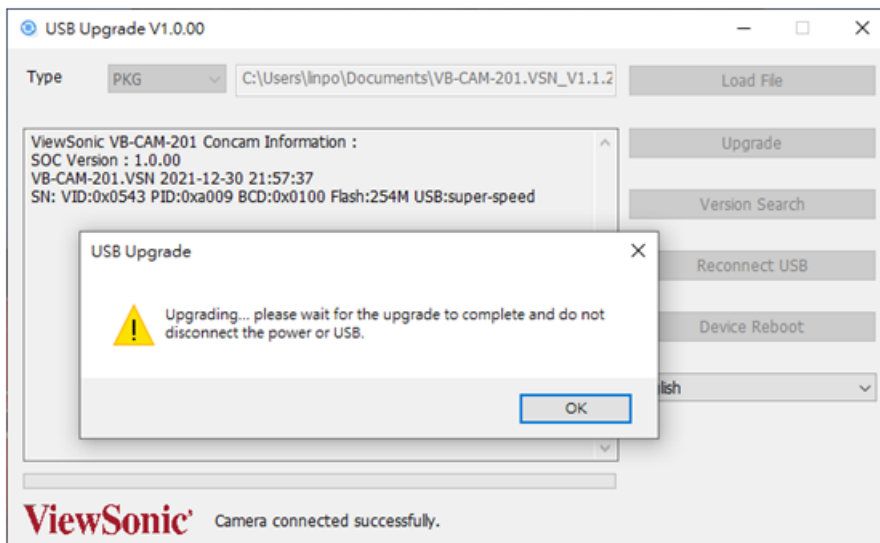 USB Upgrade V1.0.00
Type
PKG
C:\Users\linpo\Documents\VB-CAM-201.VSN_V1.1.2
Load File
ViewSonic VB-CAM-201 Concam Information :
SOC Version : 1.0.00
VB-CAM-201.VSN 2021-12-30 21:57:37
SN: VID:0x0543 PID:0xa009 BCD:0x0100 Flash:254M USB:super-speed
Upgrade
Version Search
USB Upgrade
Upgrading... please wait for the upgrade to complete and do not
disconnect the power or USB.
OK
Reconnect USB
Device Reboot
lish
ViewSonic
Camera connected successfully.